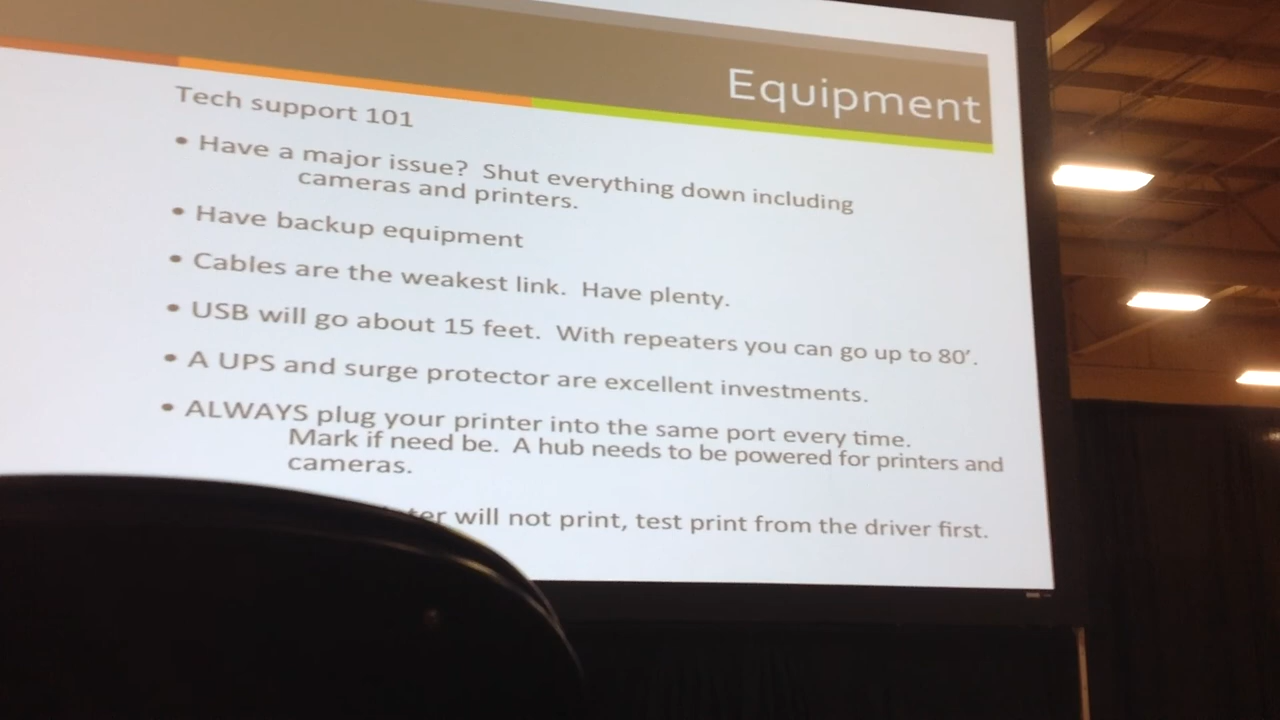 Equipment
Tech support 101
• Have a major issue? Shut everything down including
cameras and printers.
• Have backup equipment
• Cables are the weakest link. Have plenty.
• USB will go about 15 feet. With repeaters you can go up to 80'.
• A UPS and surge protector are excellent investments.
• ALWAYS plug your printer into the same port every time.
Mark if need be. A hub needs to be powered for printers and
cameras.
will not print, test print from the driver first.